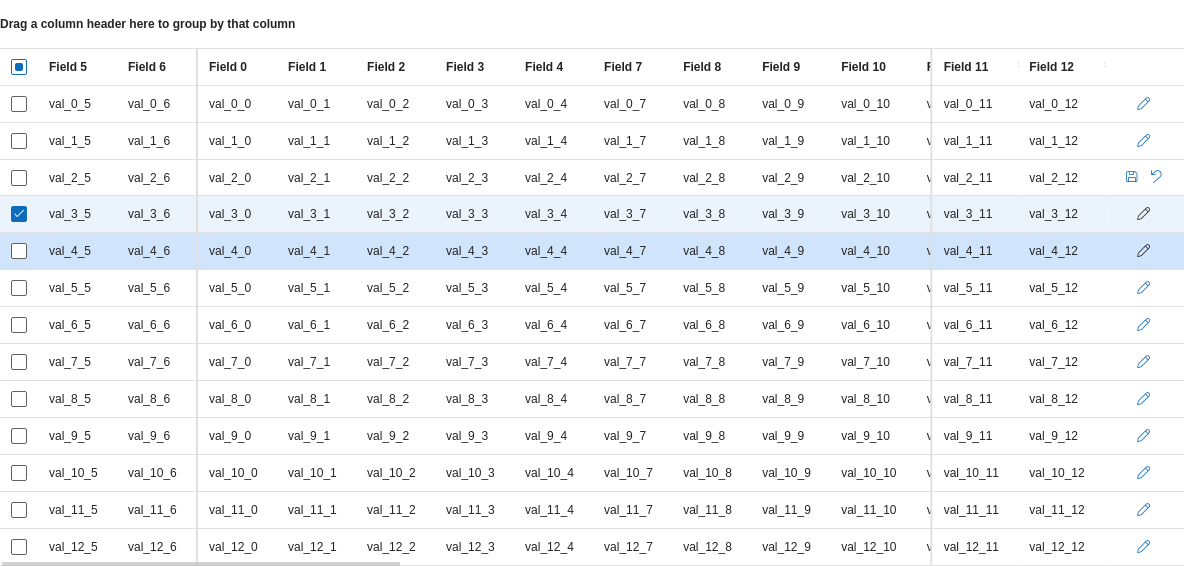 Drag a column header here to group by that column
Field 5 Field 6 Field 0 Field 1 Field 2 Field 3 Field 4 Field 7 Field 8 Field 9 Field 10 Field 11 Field 12
val_0_5 val_0_6 val_0_0 val_0_1 val_0_2 val_0_3 val_0_4 val_0_7 val_0_8 val_0_9 val_0_10 val_0_11 val_0_12
val_1_5 val_1_6 val_1_0 val_1_1 val_1_2 val_1_3 val_1_4 val_1_7 val_1_8 val_1_9 val_1_10 val_1_11 val_1_12
val_2_5 val_2_6 val_2_0 val_2_1 val_2_2 val_2_3 val_2_4 val_2_7 val_2_8 val_2_9 val_2_10 val_2_11 val_2_12
val_3_5 val_3_6 val_3_0 val_3_1 val_3_2 val_3_3 val_3_4 val_3_7 val_3_8 val_3_9 val_3_10 val_3_11 val_3_12
val_4_5 val_4_6 val_4_0 val_4_1 val_4_2 val_4_3 val_4_4 val_4_7 val_4_8 val_4_9 val_4_10 val_4_11 val_4_12
val_5_5 val_5_6 val_5_0 val_5_1 val_5_2 val_5_3 val_5_4 val_5_7 val_5_8 val_5_9 val_5_10 val_5_11 val_5_12
val_6_5 val_6_6 val_6_0 val_6_1 val_6_2 val_6_3 val_6_4 val_6_7 val_6_8 val_6_9 val_6_10 val_6_11 val_6_12
val_7_5 val_7_6 val_7_0 val_7_1 val_7_2 val_7_3 val_7_4 val_7_7 val_7_8 val_7_9 val_7_10 val_7_11 val_7_12
val_8_5 val_8_6 val_8_0 val_8_1 val_8_2 val_8_3 val_8_4 val_8_7 val_8_8 val_8_9 val_8_10 val_8_11 val_8_12
val_9_5 val_9_6 val_9_0 val_9_1 val_9_2 val_9_3 val_9_4 val_9_7 val_9_8 val_9_9 val_9_10 val_9_11 val_9_12
val_10_5 val_10_6 val_10_0 val_10_1 val_10_2 val_10_3 val_10_4 val_10_7 val_10_8 val_10_9 val_10_10 val_10_11 val_10_12
val_11_5 val_11_6 val_11_0 val_11_1 val_11_2 val_11_3 val_11_4 val_11_7 val_11_8 val_11_9 val_11_10 val_11_11 val_11_12
val_12_5 val_12_6 val_12_0 val_12_1 val_12_2 val_12_3 val_12_4 val_12_7 val_12_8 val_12_9 val_12_10 val_12_11 val_12_12